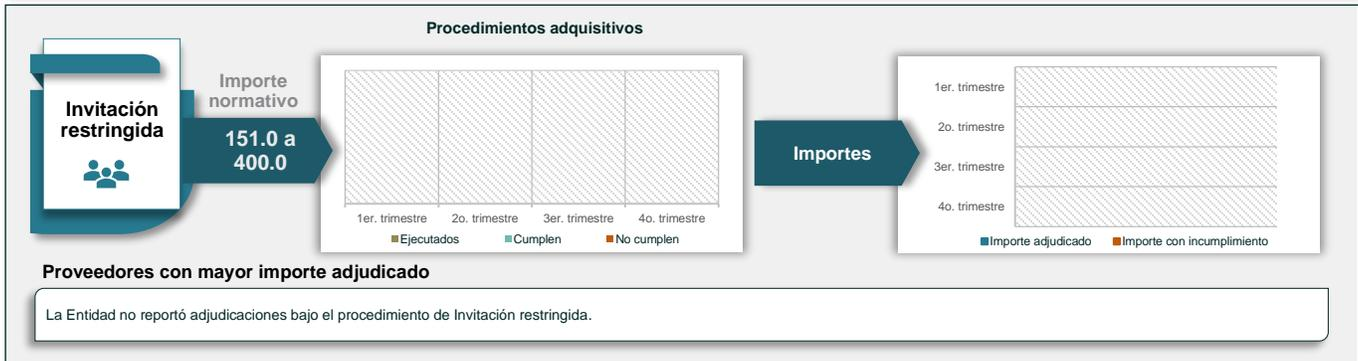 Procedimientos adquisitivos
Invitación
restringida
Importe
normativo
151.0 a
400.0
1er. trimestre
2o. trimestre
3er. trimestre
4o. trimestre
Ejecutados
Cumplen
No cumplen
Importes
1er. trimestre
2o. trimestre
3er. trimestre
4o. trimestre
Importe adjudicado
Importe con incumplimiento
Proveedores con mayor importe adjudicado
La Entidad no reportó adjudicaciones bajo el procedimiento de Invitación restringida.